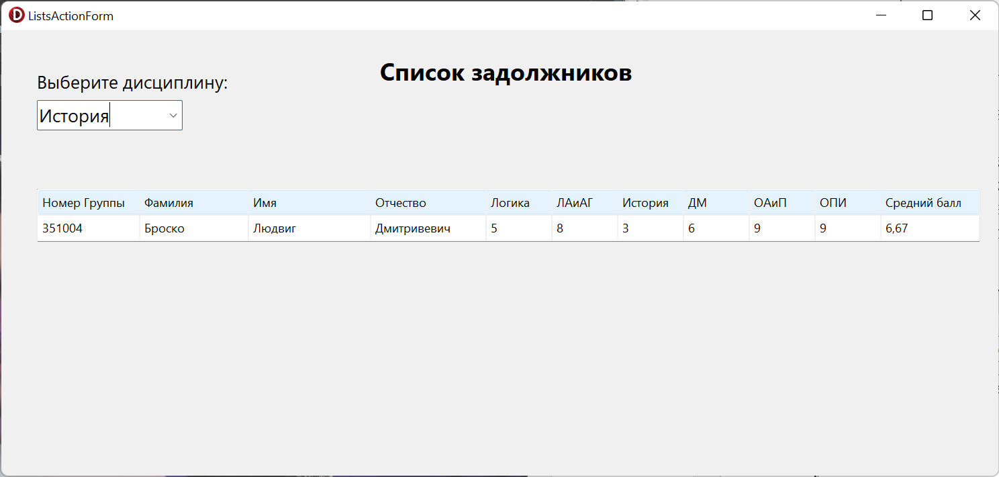 ListsActionForm
Список задолжников
Выберите дисциплину:
История
Номер Группы Фамилия Имя Отчество Логика ЛАиАГ История ДМ ОАиП ОПИ Средний балл
351004 Броско Людвиг Дмитривевич 5 8 3 6 9 9 6,67